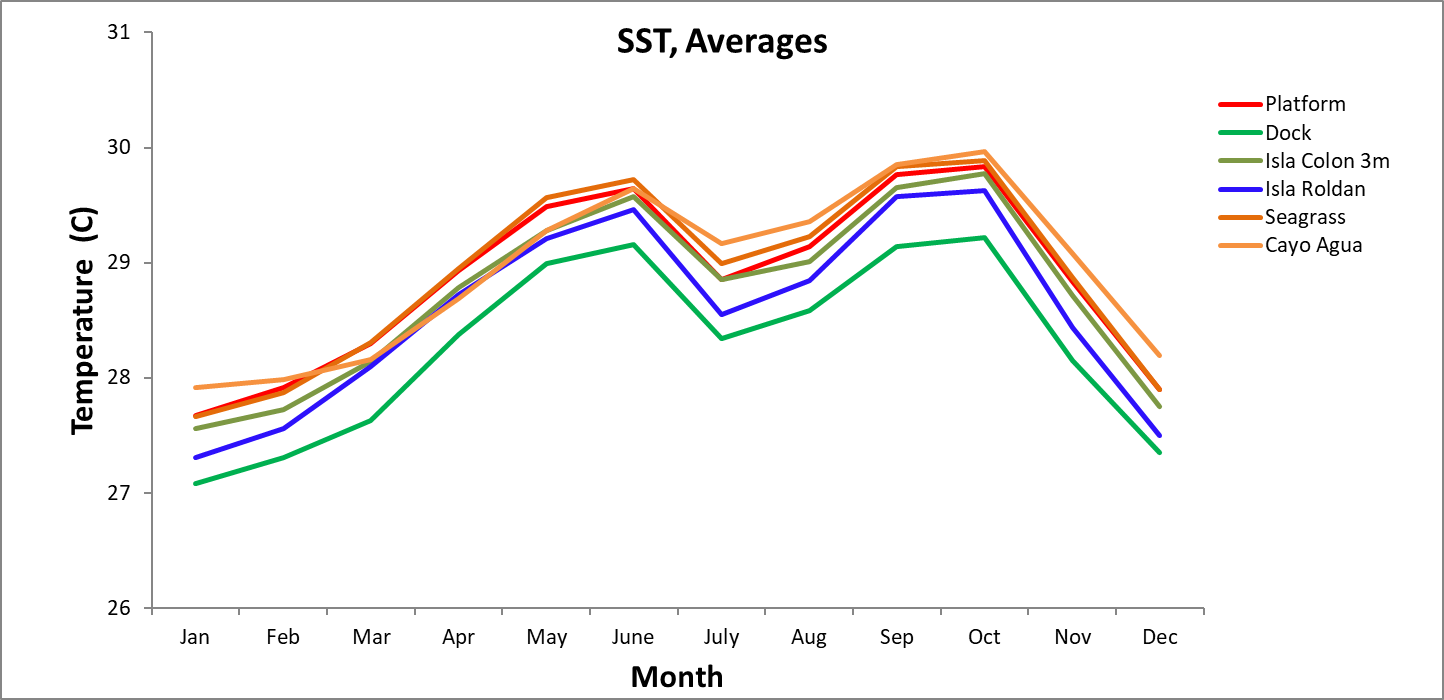 SST, Averages
31
30
29
28
27
26
Temperature (C)
Jan Feb Mar Apr May June July Aug Sep Oct Nov Dec
Month
Platform
Dock
Isla Colon 3m
Isla Roldan
Seagrass
Cayo Agua